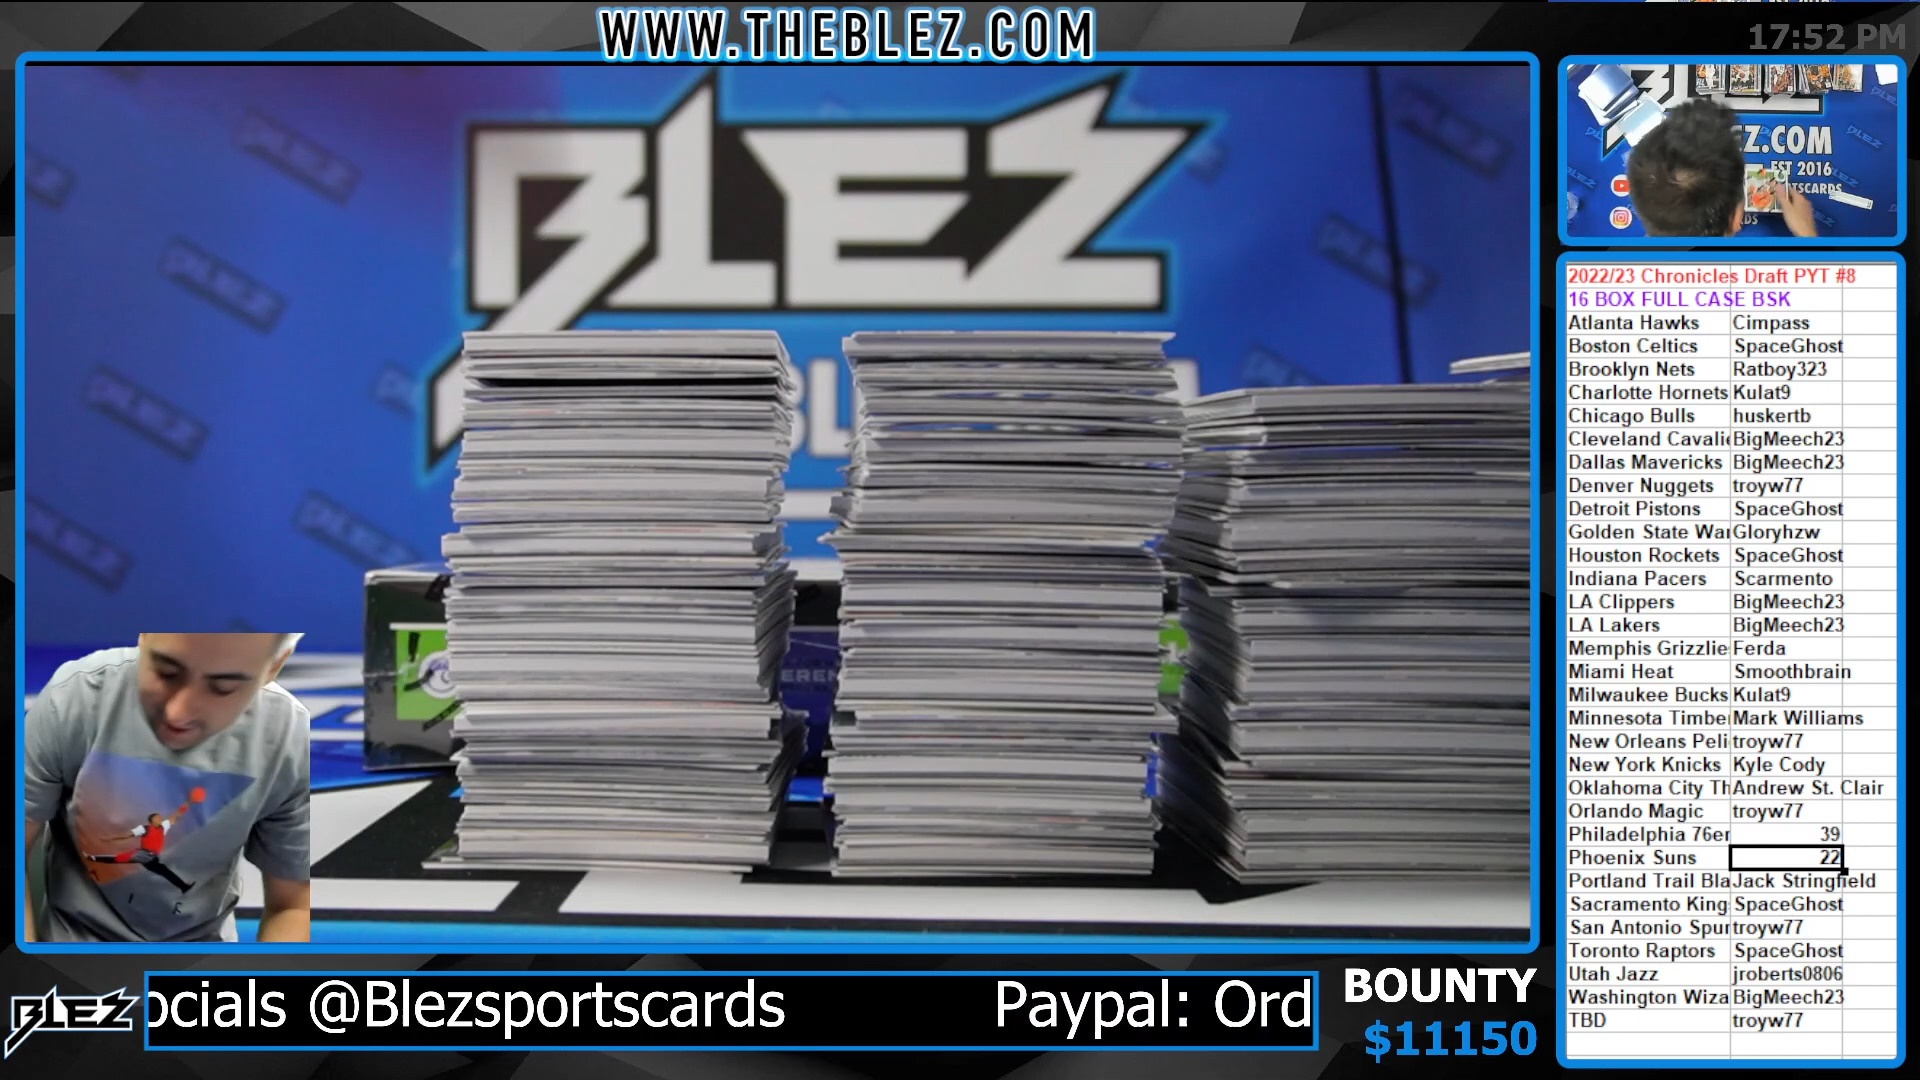 WWW.THEBLEZ.COM
17:52 PM
BLEZ
Z.COM
EST 2016
TSCARDS
2022/23 Chronicles Draft PYT #8
16 BOX FULL CASE BSK
Atlanta Hawks Cimpass
Boston Celtics SpaceGhost
Brooklyn Nets Ratboy323
Charlotte Hornets Kulat9
Chicago Bulls huskertb
Cleveland Cavalie BigMeech23
Dallas Mavericks BigMeech23
Denver Nuggets troyw77
Detroit Pistons SpaceGhost
Golden State War Gloryhzw
Houston Rockets SpaceGhost
Indiana Pacers Scarmento
LA Clippers BigMeech23
LA Lakers BigMeech23
Memphis Grizzlie Ferda
Miami Heat Smoothbrain
Milwaukee Bucks Kulat9
Minnesota Timbe Mark Williams
New Orleans Peli troyw77
New York Knicks Kyle Cody
Oklahoma City Th Andrew St. Clair
Orlando Magic troyw77
Philadelphia 76er 39
Phoenix Suns 22
Portland Trail Bla Jack Stringfield
Sacramento King SpaceGhost
San Antonio Spur troyw77
Toronto Raptors SpaceGhost
Utah Jazz jroberts0806
Washington Wiza BigMeech23
TBD troyw77
BLEZ
ocials @Blezsportscards Paypal: Ord
BOUNTY
$11150